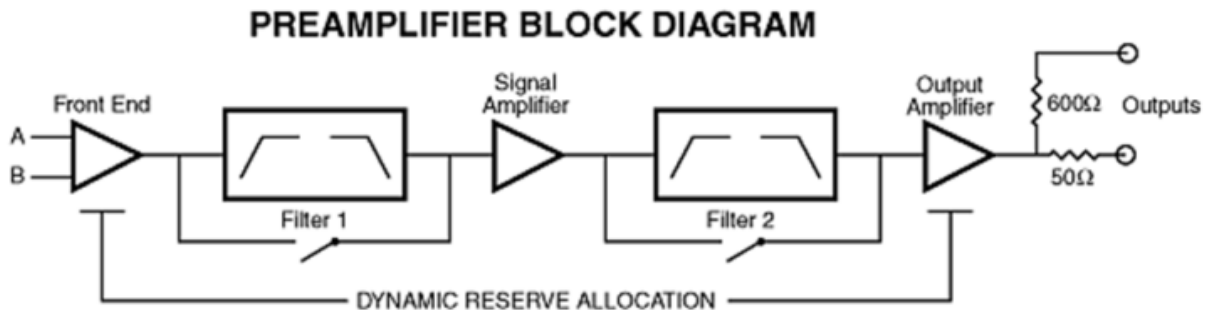 PREAMPLIFIER BLOCK DIAGRAM
Front End
A
B
Filter 1
Signal
Amplifier
Filter 2
Output
Amplifier
600Ω
Outputs
50Ω
DYNAMIC RESERVE ALLOCATION